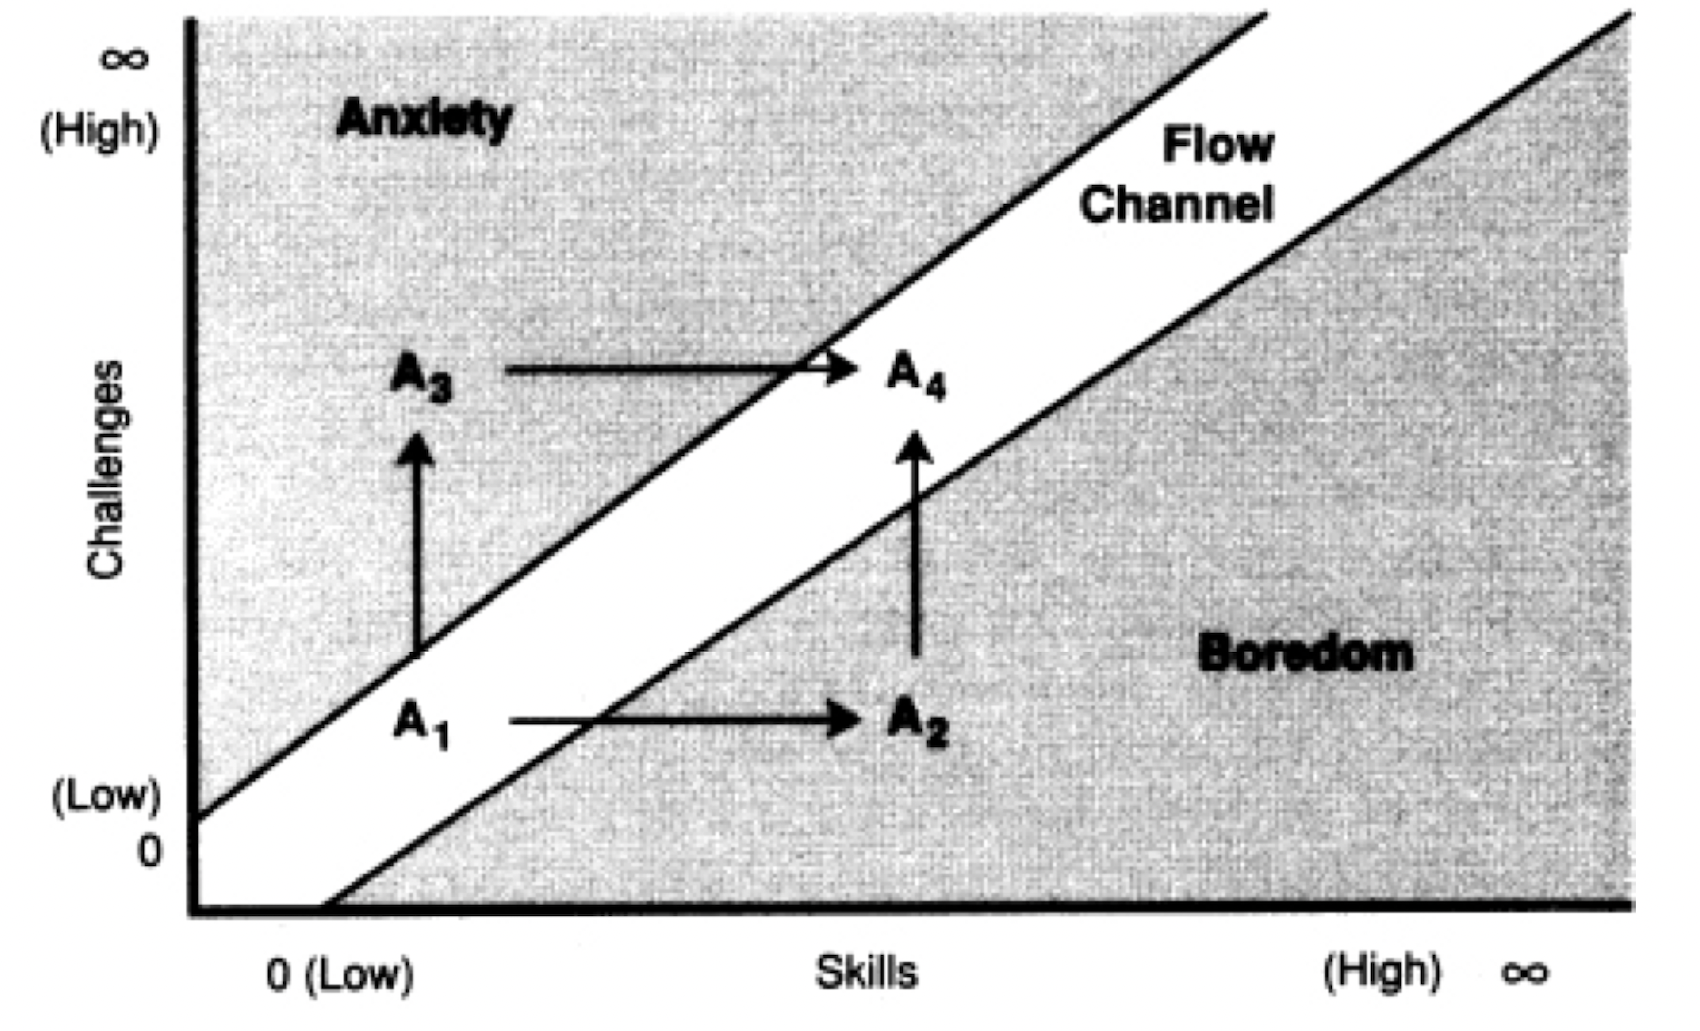 ∞
(High)
Anxiety
Flow
Channel
Challenges
A3
A4
Boredom
A1
A2
(Low)
0
0 (Low)
Skills
(High) ∞